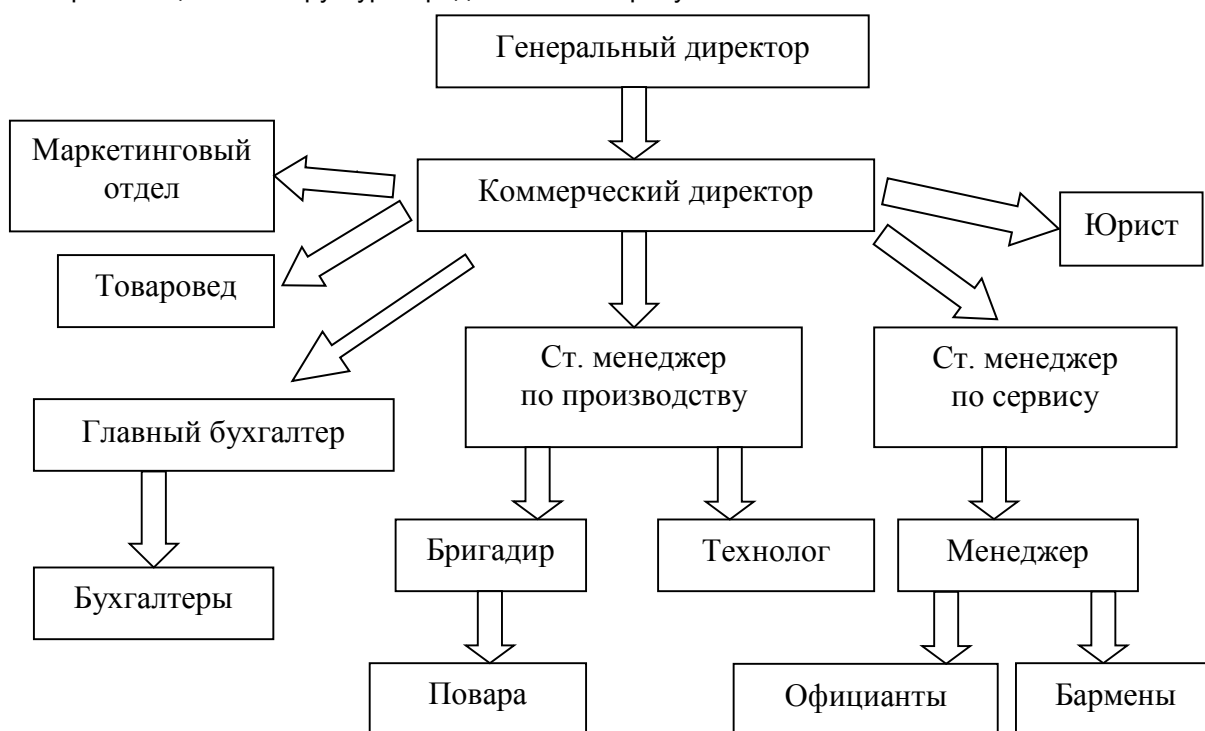 Генеральный директор
Маркетинговый
отдел
Коммерческий директор
Юрист
Товаровед
Ст. менеджер
по производству
Ст. менеджер
по сервису
Главный бухгалтер
Бригадир
Технолог
Менеджер
Бухгалтеры
Повара
Официанты
Бармены